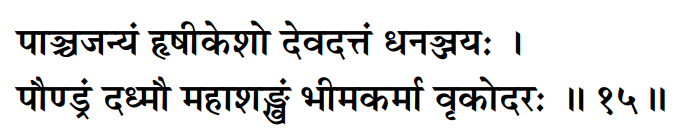 पाञ्चजन्यं हृषीकेशो देवदत्तं धनञ्जयः ।
पौण्ड्रं दध्मौ महाशङ्खं भीमकर्मा वृकोदरः ॥ १५॥